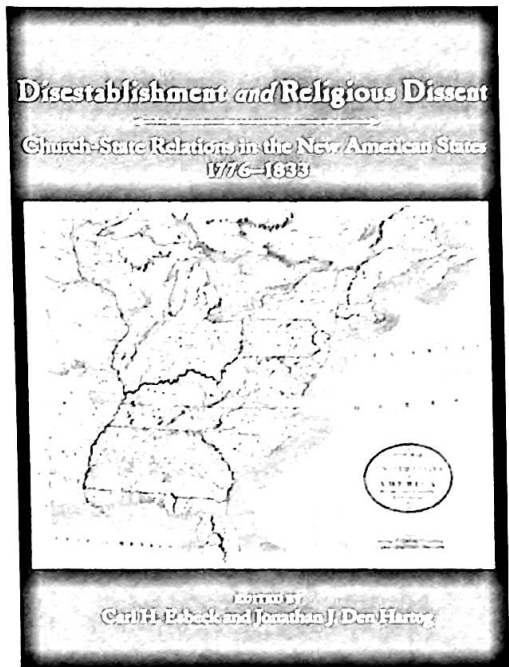 Disestablishment and Religious Dissent
Church-State Relations in the New American States
1776–1833
AMERICA
EDITED BY
Carl H. Esbeck and Jonathan J. Den Hartog